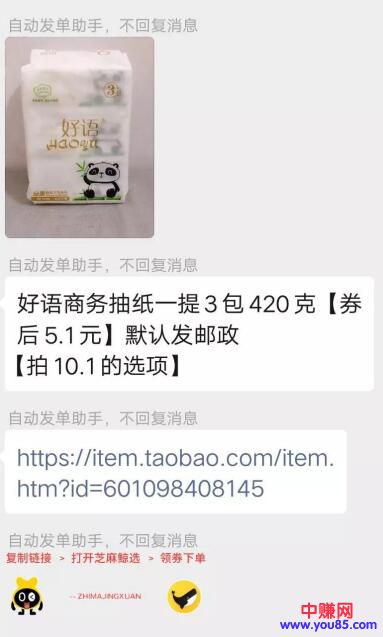 自动发单助手，不回复消息
3
好语
HAOYU
自动发单助手，不回复消息
好语商务抽纸一提3包420克【券
后5.1元】默认发邮政
【拍10.1的选项】
自动发单助手，不回复消息
https://item.taobao.com/item.
htm?id=601098408145
自动发单助手，不回复消息
复制链接 > 打开芝麻鲸选 > 领券下单
-- ZHIMAJINGXUAN
中赚网
www.you85.com